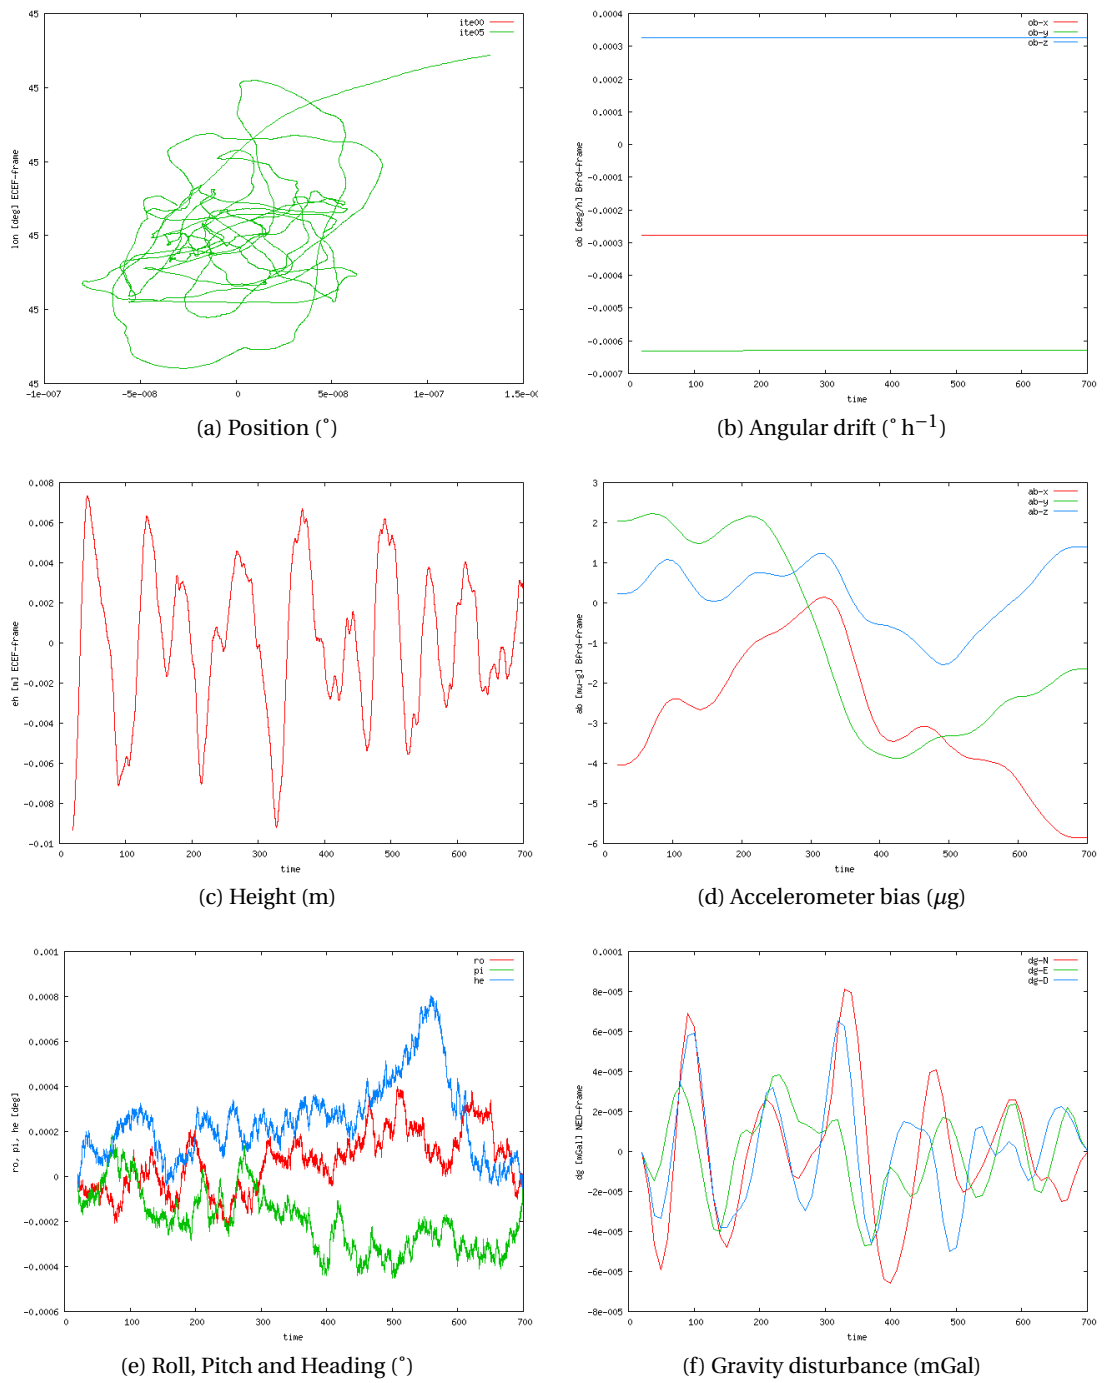 45
45
45
45
45
45
lon [deg] ECEF-frame
ite00
ite05
-1e-007
-5e-008
0
5e-008
1e-007
(a) Position (°)
0.0004
0.0003
0.0002
0.0001
0
-0.0001
-0.0002
-0.0003
-0.0004
-0.0005
-0.0006
-0.0007
ob [deg/h] Bfrd-frame
ob-x
ob-y
ob-z
0 100 200 300 400 500 600 700
time
(b) Angular drift (° h−1)
0.008
0.006
0.004
0.002
0
-0.002
-0.004
-0.006
-0.008
-0.01
eh [m] ECEF-frame
0 100 200 300 400 500 600 700
time
(c) Height (m)
3
2
1
0
-1
-2
-3
-4
-5
-6
ab [mu-g] Bfrd-frame
ab-x
ab-y
ab-z
0 100 200 300 400 500 600 700
time
(d) Accelerometer bias (μg)
0.001
0.0008
0.0006
0.0004
0.0002
0
-0.0002
-0.0004
-0.0006
ro, pi, he [deg]
ro
pi
he
0 100 200 300 400 500 600 700
time
(e) Roll, Pitch and Heading (°)
0.0001
8e-005
6e-005
4e-005
2e-005
0
-2e-005
-4e-005
-6e-005
-8e-005
dg [mGal] NED-frame
dg-N
dg-E
dg-D
0 100 200 300 400 500 600 700
time
(f) Gravity disturbance (mGal)